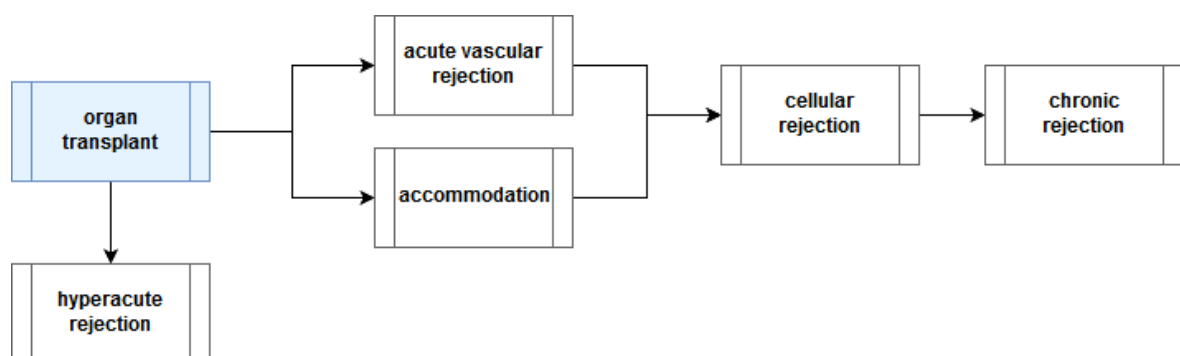 organ
transplant
acute vascular
rejection
accommodation
cellular
rejection
chronic
rejection
hyperacute
rejection